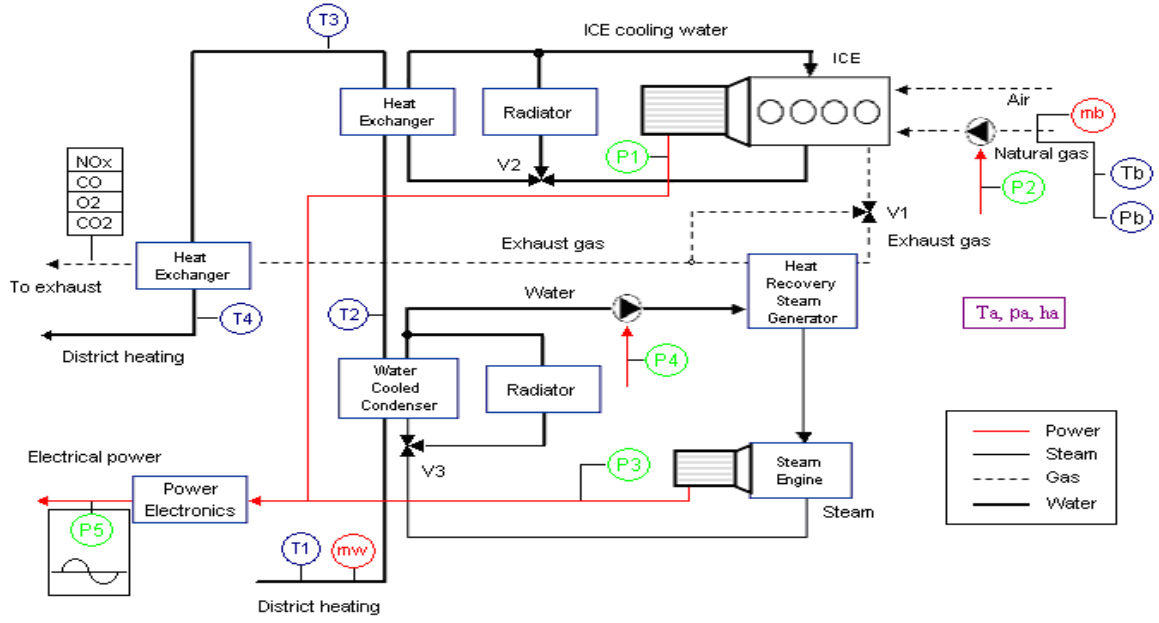 T3
ICE cooling water
ICE
Heat
Exchanger
Radiator
Air
mb
P1
Natural gas
V2
P2
Tb
Pb
NOx
CO
O2
CO2
V1
Exhaust gas
Exhaust gas
Heat
Exchanger
To exhaust
Heat
Recovery
Steam
Generator
Water
T4
T2
Ta, pa, ha
District heating
P4
Water
Cooled
Condenser
Radiator
V3
Power
Steam
Gas
Water
Electrical power
P3
Steam
Engine
Power
Electronics
Steam
P5
T1
mw
District heating